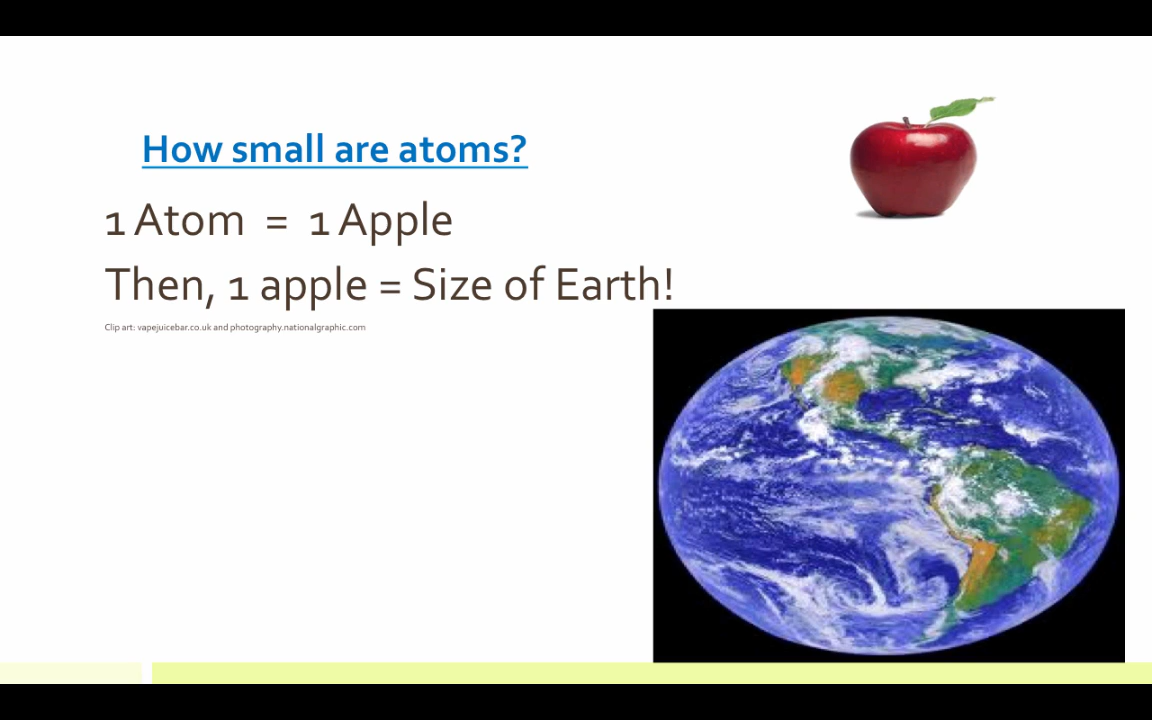 How small are atoms?
1 Atom = 1 Apple
Then, 1 apple = Size of Earth!
Clip art: vapejuicebar.co.uk and photography.nationalgraphic.com